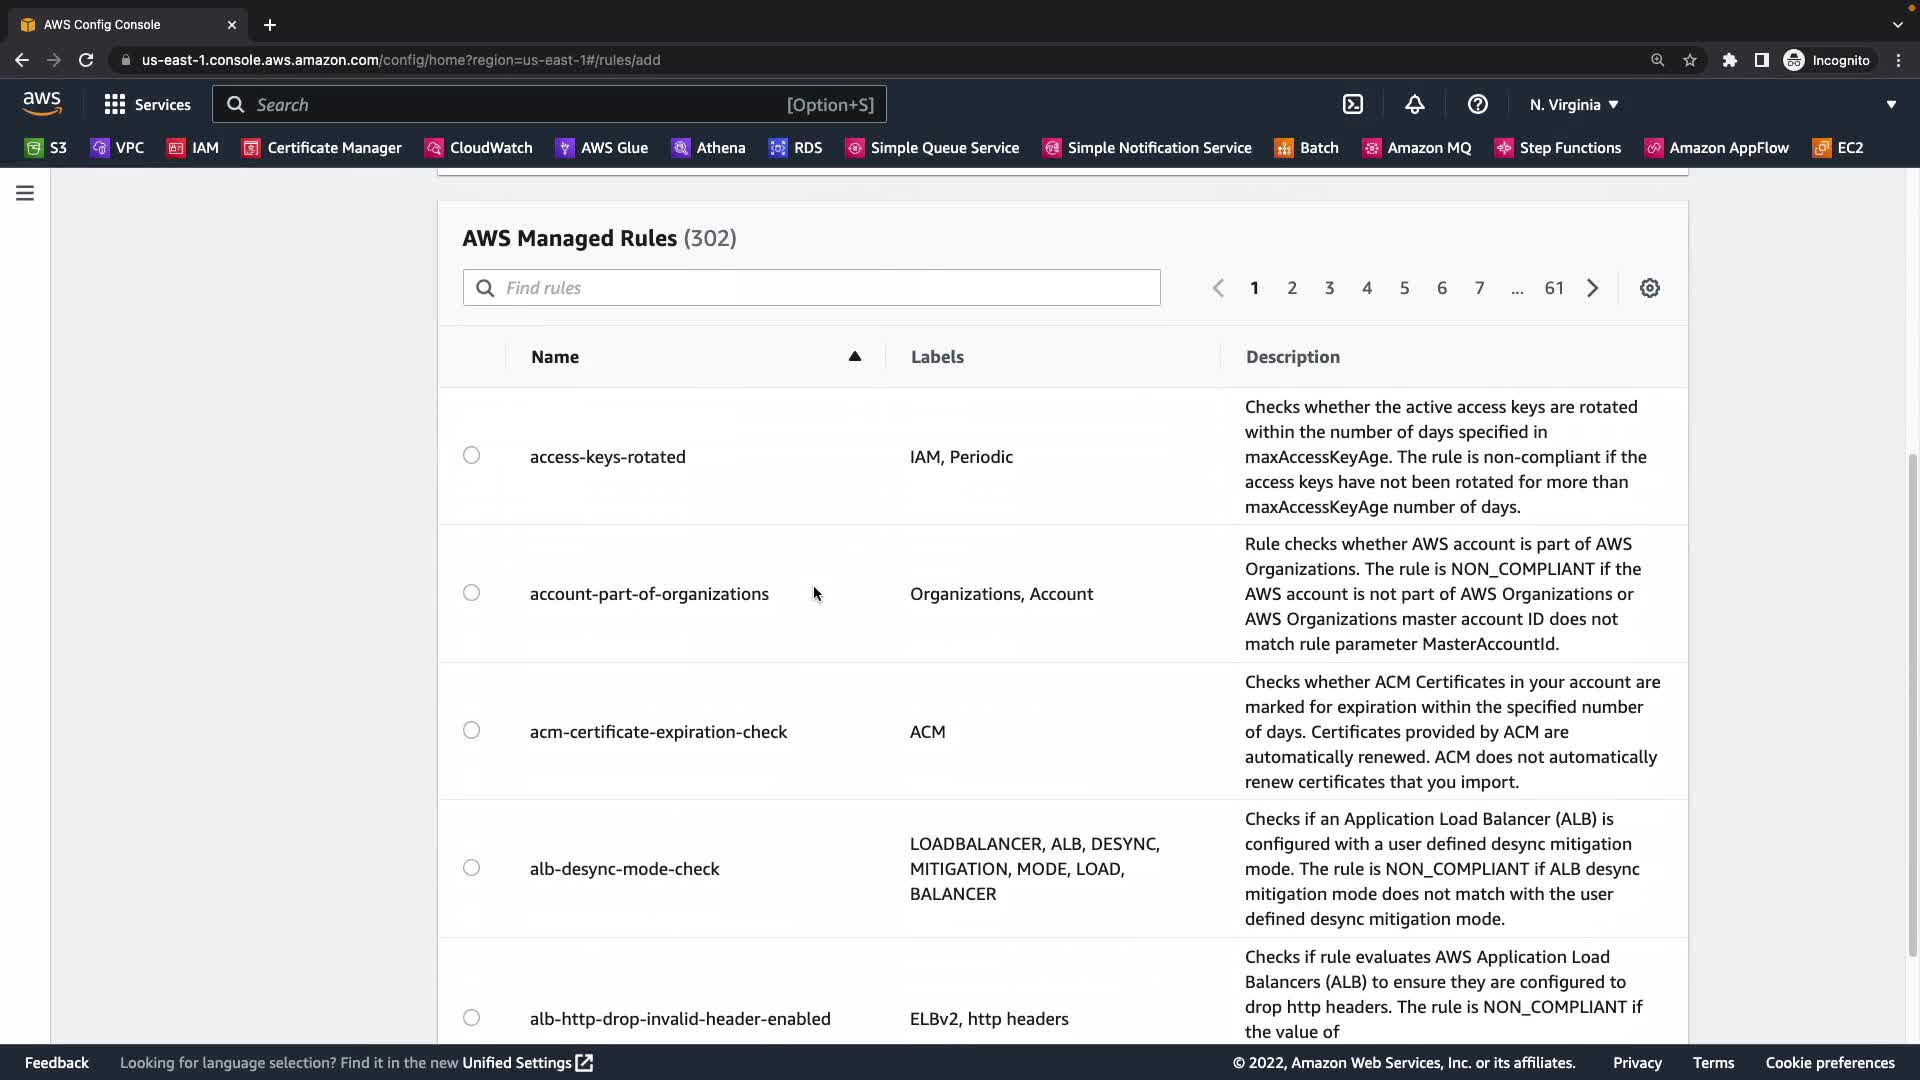 AWS Config Console
us-east-1.console.aws.amazon.com/config/home?region=us-east-1#/rules/add
Incognito
aws
Services
Search
[Option+S]
N. Virginia
S3
VPC
IAM
Certificate Manager
CloudWatch
AWS Glue
Athena
RDS
Simple Queue Service
Simple Notification Service
Batch
Amazon MQ
Step Functions
Amazon AppFlow
EC2
AWS Managed Rules (302)
Find rules
1 2 3 4 5 6 7 ... 61
Name
Labels
Description
access-keys-rotated
IAM, Periodic
Checks whether the active access keys are rotated
within the number of days specified in
maxAccessKeyAge. The rule is non-compliant if the
access keys have not been rotated for more than
maxAccessKeyAge number of days.
account-part-of-organizations
Organizations, Account
Rule checks whether AWS account is part of AWS
Organizations. The rule is NON_COMPLIANT if the
AWS account is not part of AWS Organizations or
AWS Organizations master account ID does not
match rule parameter MasterAccountId.
acm-certificate-expiration-check
ACM
Checks whether ACM Certificates in your account are
marked for expiration within the specified number
of days. Certificates provided by ACM are
automatically renewed. ACM does not automatically
renew certificates that you import.
alb-desync-mode-check
LOADBALANCER, ALB, DESYNC,
MITIGATION, MODE, LOAD,
BALANCER
Checks if an Application Load Balancer (ALB) is
configured with a user defined desync mitigation
mode. The rule is NON_COMPLIANT if ALB desync
mitigation mode does not match with the user
defined desync mitigation mode.
alb-http-drop-invalid-header-enabled
ELBv2, http headers
Checks if rule evaluates AWS Application Load
Balancers (ALB) to ensure they are configured to
drop http headers. The rule is NON_COMPLIANT if
the value of
Feedback
Looking for language selection? Find it in the new Unified Settings
© 2022, Amazon Web Services, Inc. or its affiliates.
Privacy
Terms
Cookie preferences